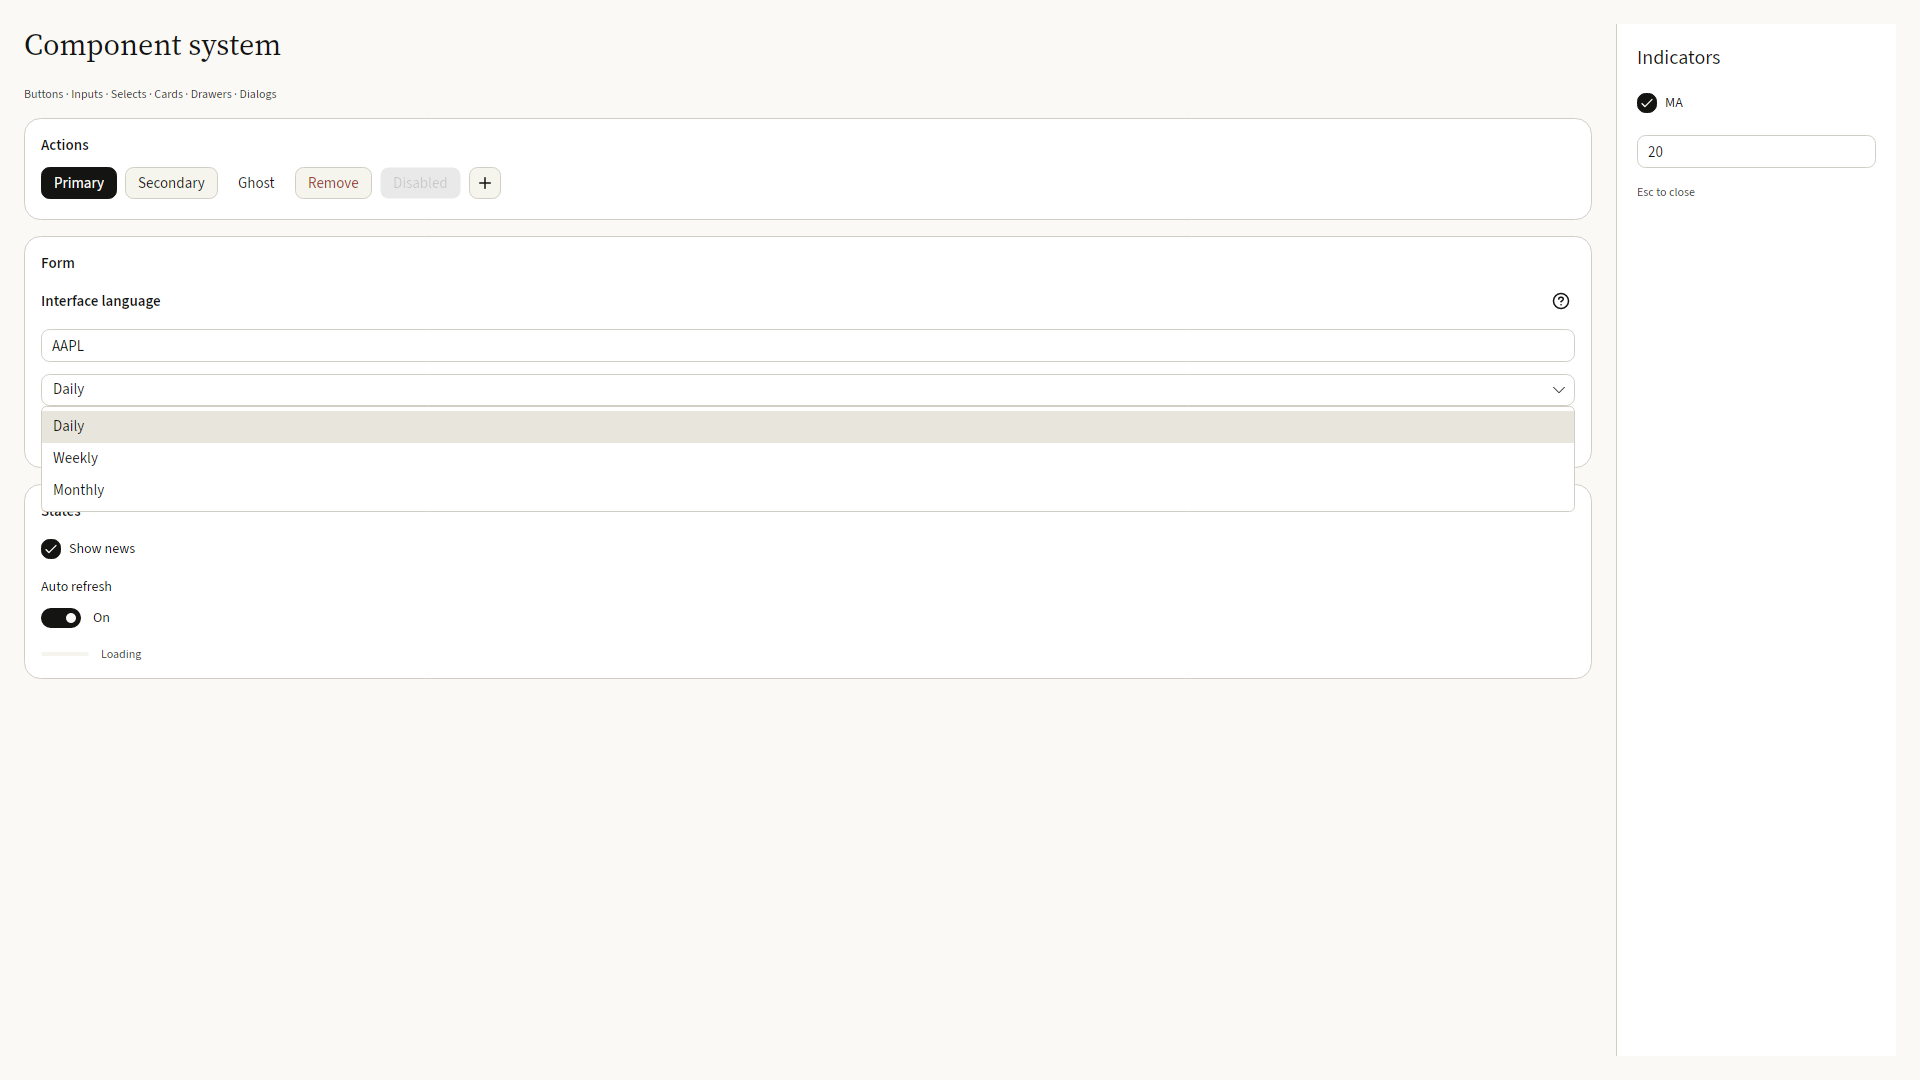 Component system
Buttons · Inputs · Selects · Cards · Drawers · Dialogs
Actions
Primary Secondary Ghost Remove Disabled +
Form
Interface language
AAPL
Daily
Daily
Weekly
Monthly
States
Show news
Auto refresh
On
Loading
Indicators
MA
20
Esc to close